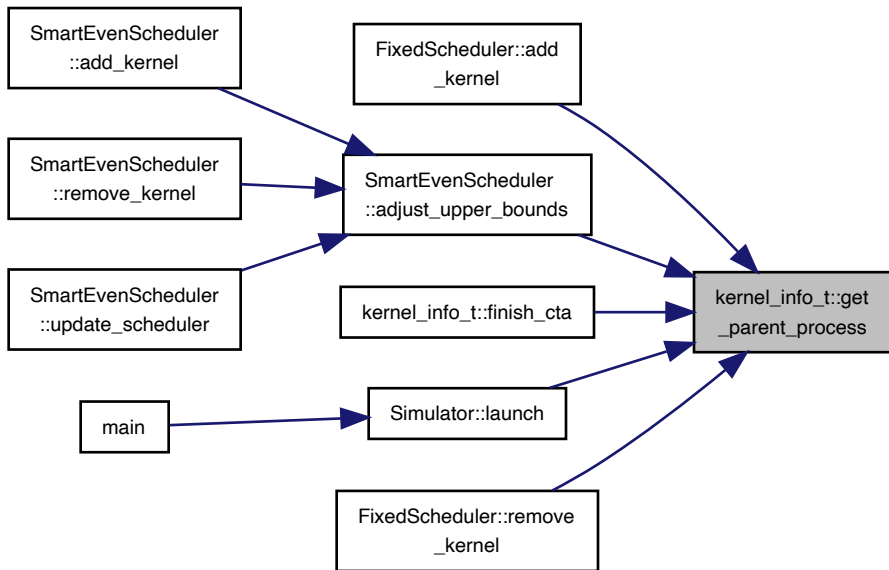 SmartEvenScheduler
::add_kernel
FixedScheduler::add
_kernel
SmartEvenScheduler
::remove_kernel
SmartEvenScheduler
::adjust_upper_bounds
SmartEvenScheduler
::update_scheduler
kernel_info_t::finish_cta
kernel_info_t::get
_parent_process
main
Simulator::launch
FixedScheduler::remove
_kernel